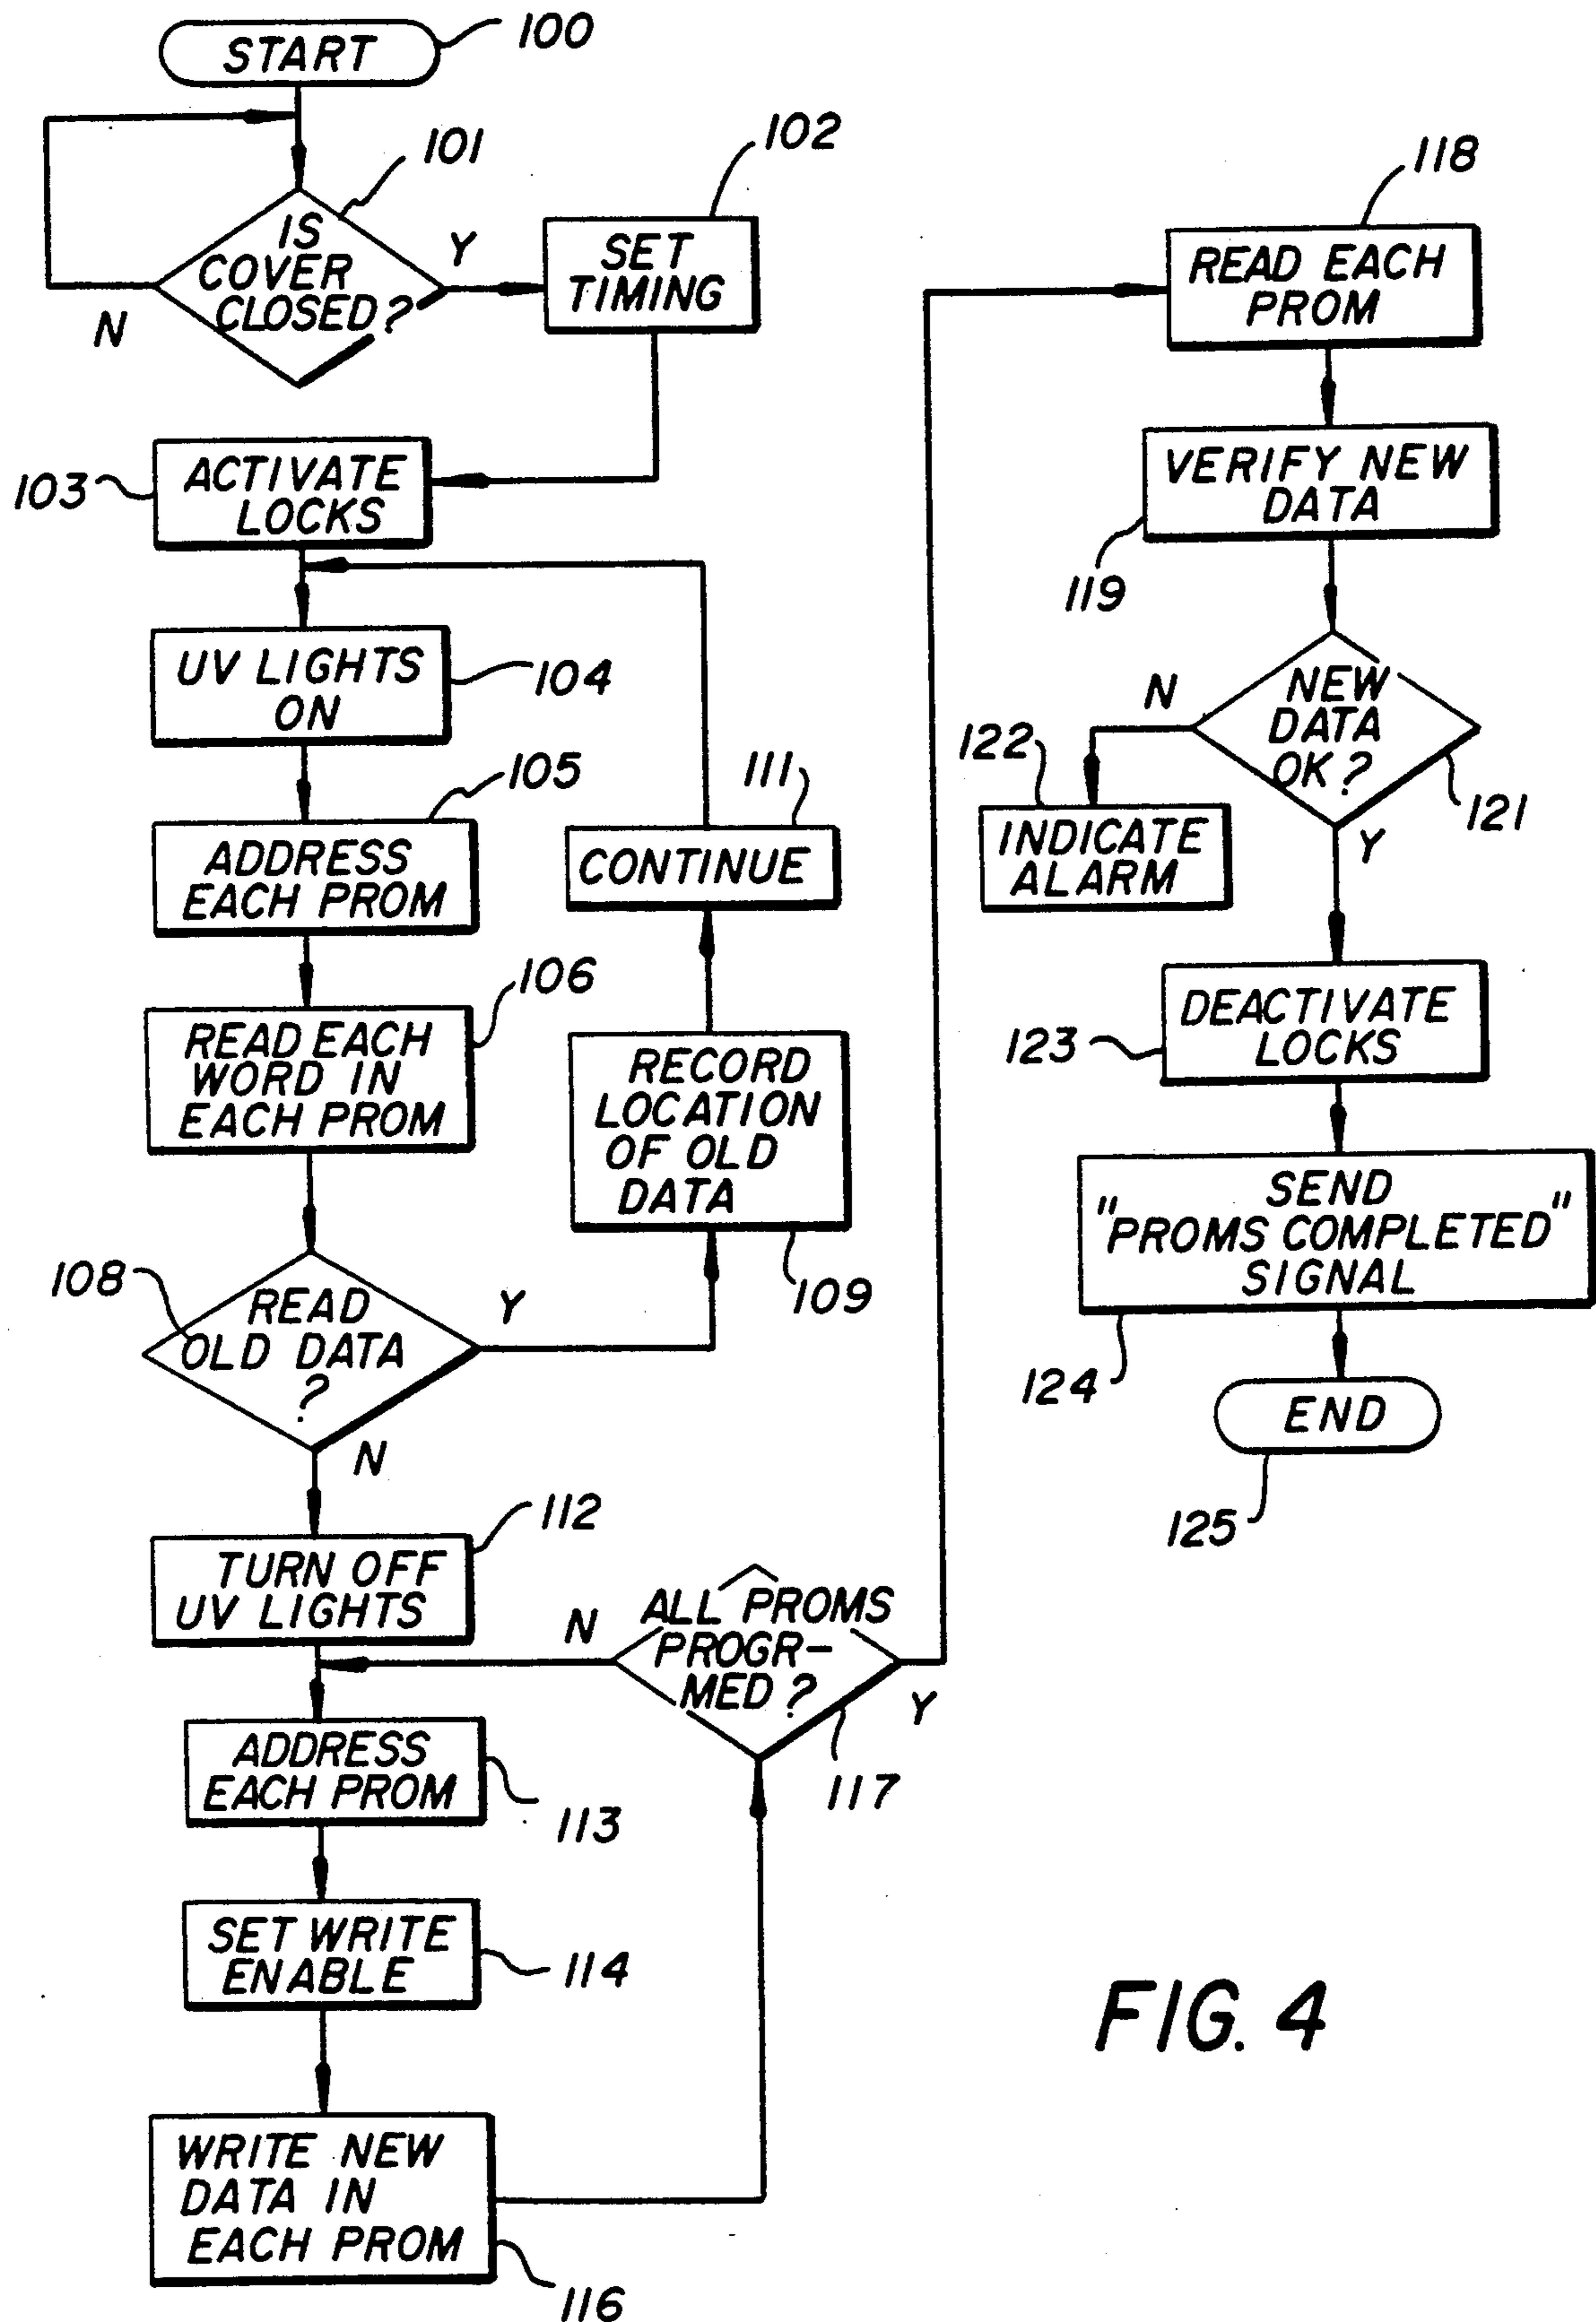 START
100
101
IS
COVER
CLOSED?
Y
N
102
SET
TIMING
103
ACTIVATE
LOCKS
UV LIGHTS
ON
104
105
ADDRESS
EACH PROM
106
READ EACH
WORD IN
EACH PROM
108
READ
OLD DATA
?
Y
N
111
CONTINUE
RECORD
LOCATION
OF OLD
DATA
109
112
TURN OFF
UV LIGHTS
N
ALL PROMS
PROGR-
MED?
Y
117
ADDRESS
EACH PROM
113
SET WRITE
ENABLE
114
WRITE NEW
DATA IN
EACH PROM
116
118
READ EACH
PROM
VERIFY NEW
DATA
119
N
NEW
DATA
OK?
121
Y
122
INDICATE
ALARM
DEACTIVATE
LOCKS
123
SEND
"PROMS COMPLETED"
SIGNAL
124
END
125
FIG. 4